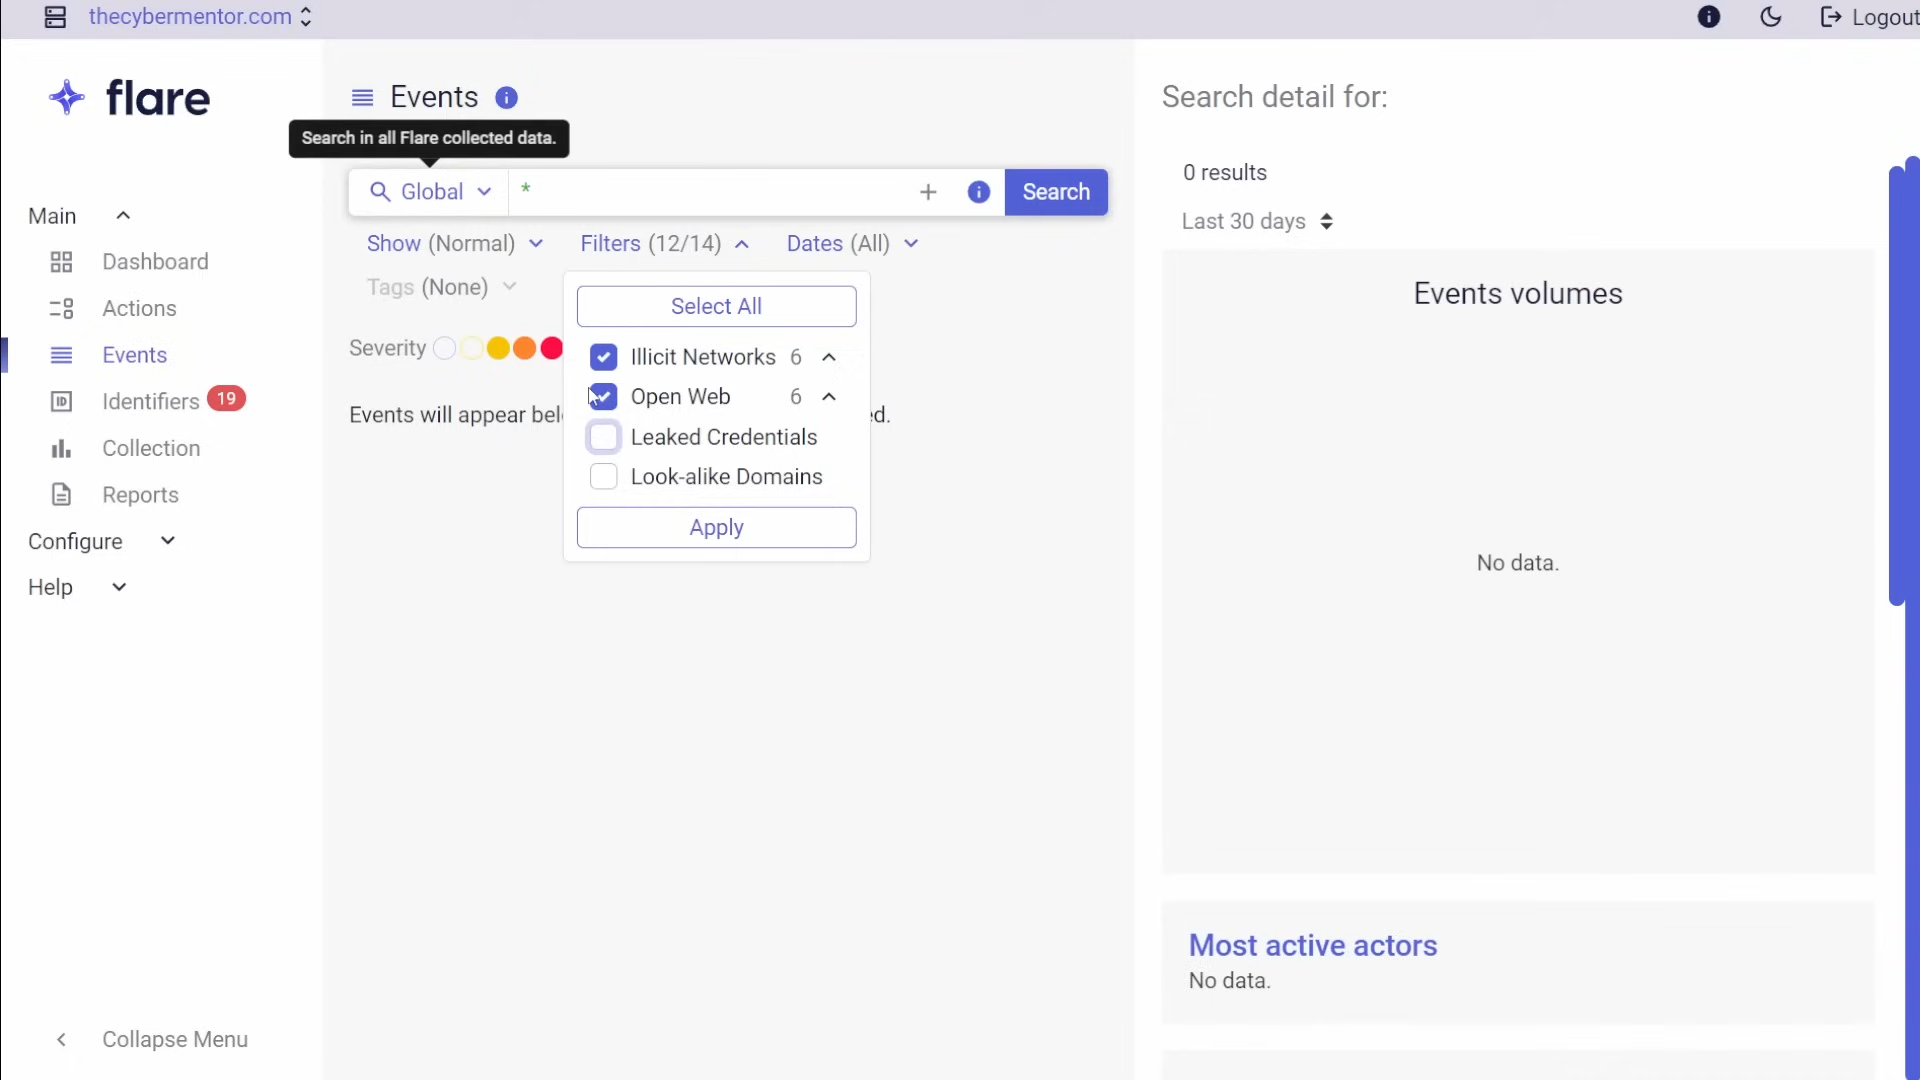 thecybermentor.com
Logout
flare
Events
Search detail for:
Search in all Flare collected data.
0 results
Global
*
Search
Last 30 days
Main
Show (Normal)
Filters (12/14)
Dates (All)
Dashboard
Tags (None)
Select All
Events volumes
Actions
Severity
Illicit Networks 6
Events
Open Web 6
Identifiers 19
Events will appear bel
ed.
Leaked Credentials
Collection
Look-alike Domains
Reports
Apply
Configure
No data.
Help
Most active actors
No data.
Collapse Menu